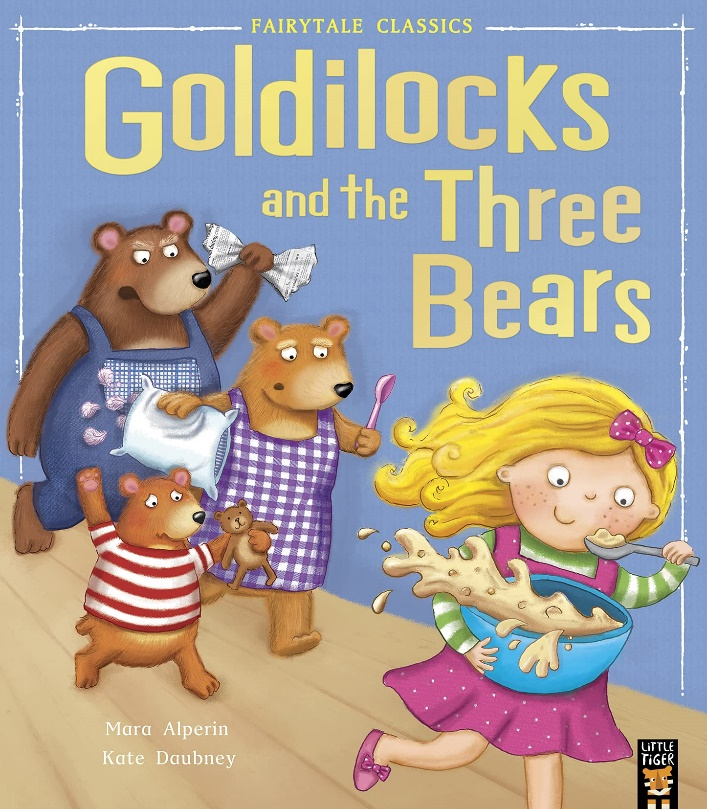 FAIRYTALE CLASSICS
Goldilocks
and the Three
Bears
Mara Alperin
Kate Daubney
LITTLE
TIGER